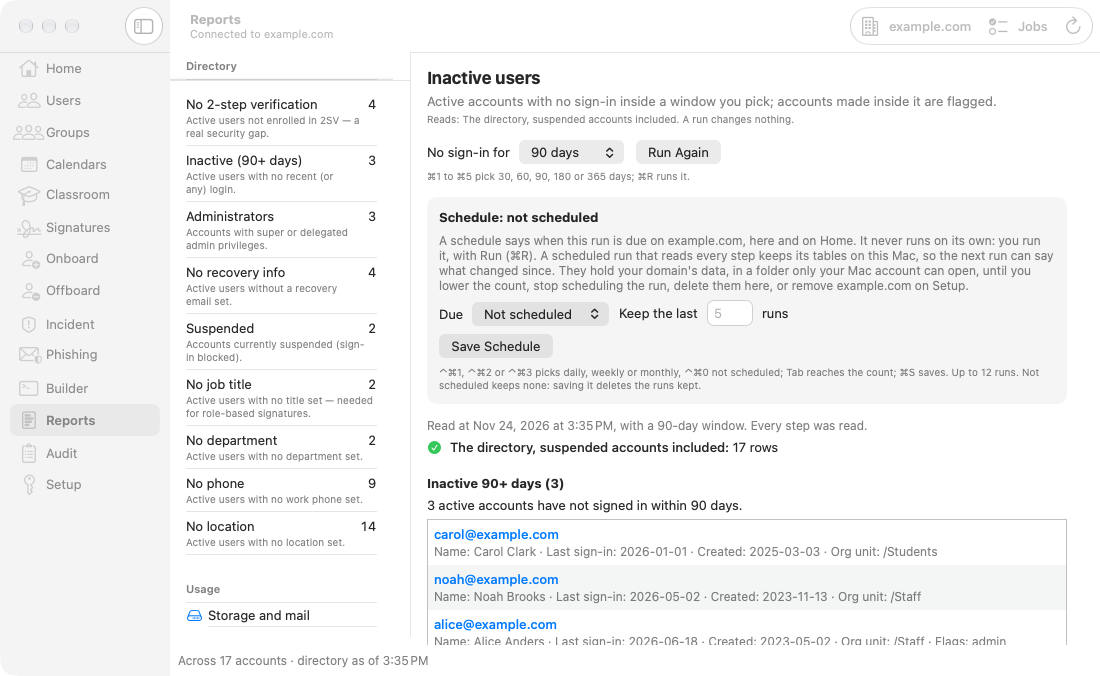 Reports
Connected to example.com
example.com
Jobs
Home
Users
Groups
Calendars
Classroom
Signatures
Onboard
Offboard
Incident
Phishing
Builder
Reports
Audit
Setup
Directory
No 2-step verification 4
Active users not enrolled in 2SV — a
real security gap.
Inactive (90+ days) 3
Active users with no recent (or
any) login.
Administrators 3
Accounts with super or delegated
admin privileges.
No recovery info 4
Active users without a recovery
email set.
Suspended 2
Accounts currently suspended (sign-
in blocked).
No job title 2
Active users with no title set — needed
for role-based signatures.
No department 2
Active users with no department set.
No phone 9
Active users with no work phone set.
No location 14
Active users with no location set.
Usage
Storage and mail
Across 17 accounts · directory as of 3:35 PM
Inactive users
Active accounts with no sign-in inside a window you pick; accounts made inside it are flagged.
Reads: The directory, suspended accounts included. A run changes nothing.
No sign-in for 90 days Run Again
⌘1 to ⌘5 pick 30, 60, 90, 180 or 365 days; ⌘R runs it.
Schedule: not scheduled
A schedule says when this run is due on example.com, here and on Home. It never runs on its own: you run
it, with Run (⌘R). A scheduled run that reads every step keeps its tables on this Mac, so the next run can say
what changed since. They hold your domain's data, in a folder only your Mac account can open, until you
lower the count, stop scheduling the run, delete them here, or remove example.com on Setup.
Due Not scheduled Keep the last 5 runs
Save Schedule
⌃⌘1, ⌃⌘2 or ⌃⌘3 picks daily, weekly or monthly, ⌃⌘0 not scheduled; Tab reaches the count; ⌘S saves. Up to 12 runs. Not
scheduled keeps none: saving it deletes the runs kept.
Read at Nov 24, 2026 at 3:35 PM, with a 90-day window. Every step was read.
The directory, suspended accounts included: 17 rows
Inactive 90+ days (3)
3 active accounts have not signed in within 90 days.
carol@example.com
Name: Carol Clark · Last sign-in: 2026-01-01 · Created: 2025-03-03 · Org unit: /Students
noah@example.com
Name: Noah Brooks · Last sign-in: 2026-05-02 · Created: 2023-11-13 · Org unit: /Staff
alice@example.com
Name: Alice Anders · Last sign-in: 2026-06-18 · Created: 2023-05-02 · Org unit: /Staff · Flags: admin